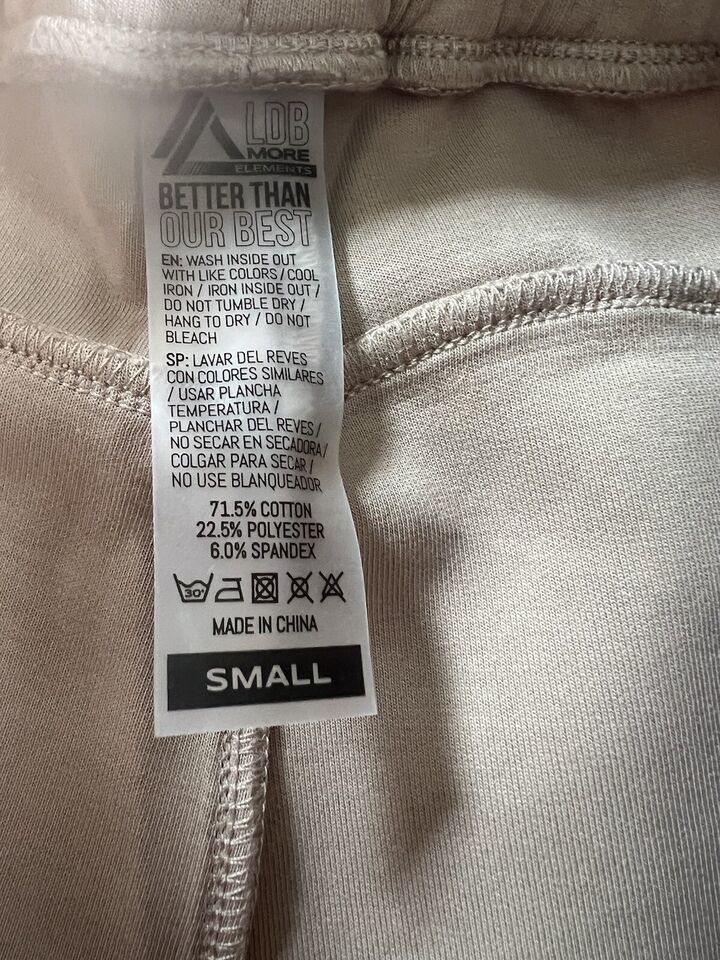 LDB
MORE
ELEMENTS
BETTER THAN
OUR BEST
EN: WASH INSIDE OUT
WITH LIKE COLORS / COOL
IRON / IRON INSIDE OUT /
DO NOT TUMBLE DRY /
HANG TO DRY / DO NOT
BLEACH
SP: LAVAR DEL REVES
CON COLORES SIMILARES
/ USAR PLANCHA
TEMPERATURA /
PLANCHAR DEL REVES /
NO SECAR EN SECADORA /
COLGAR PARA SECAR /
NO USE BLANQUEADOR
71.5% COTTON
22.5% POLYESTER
6.0% SPANDEX
30°
MADE IN CHINA
SMALL